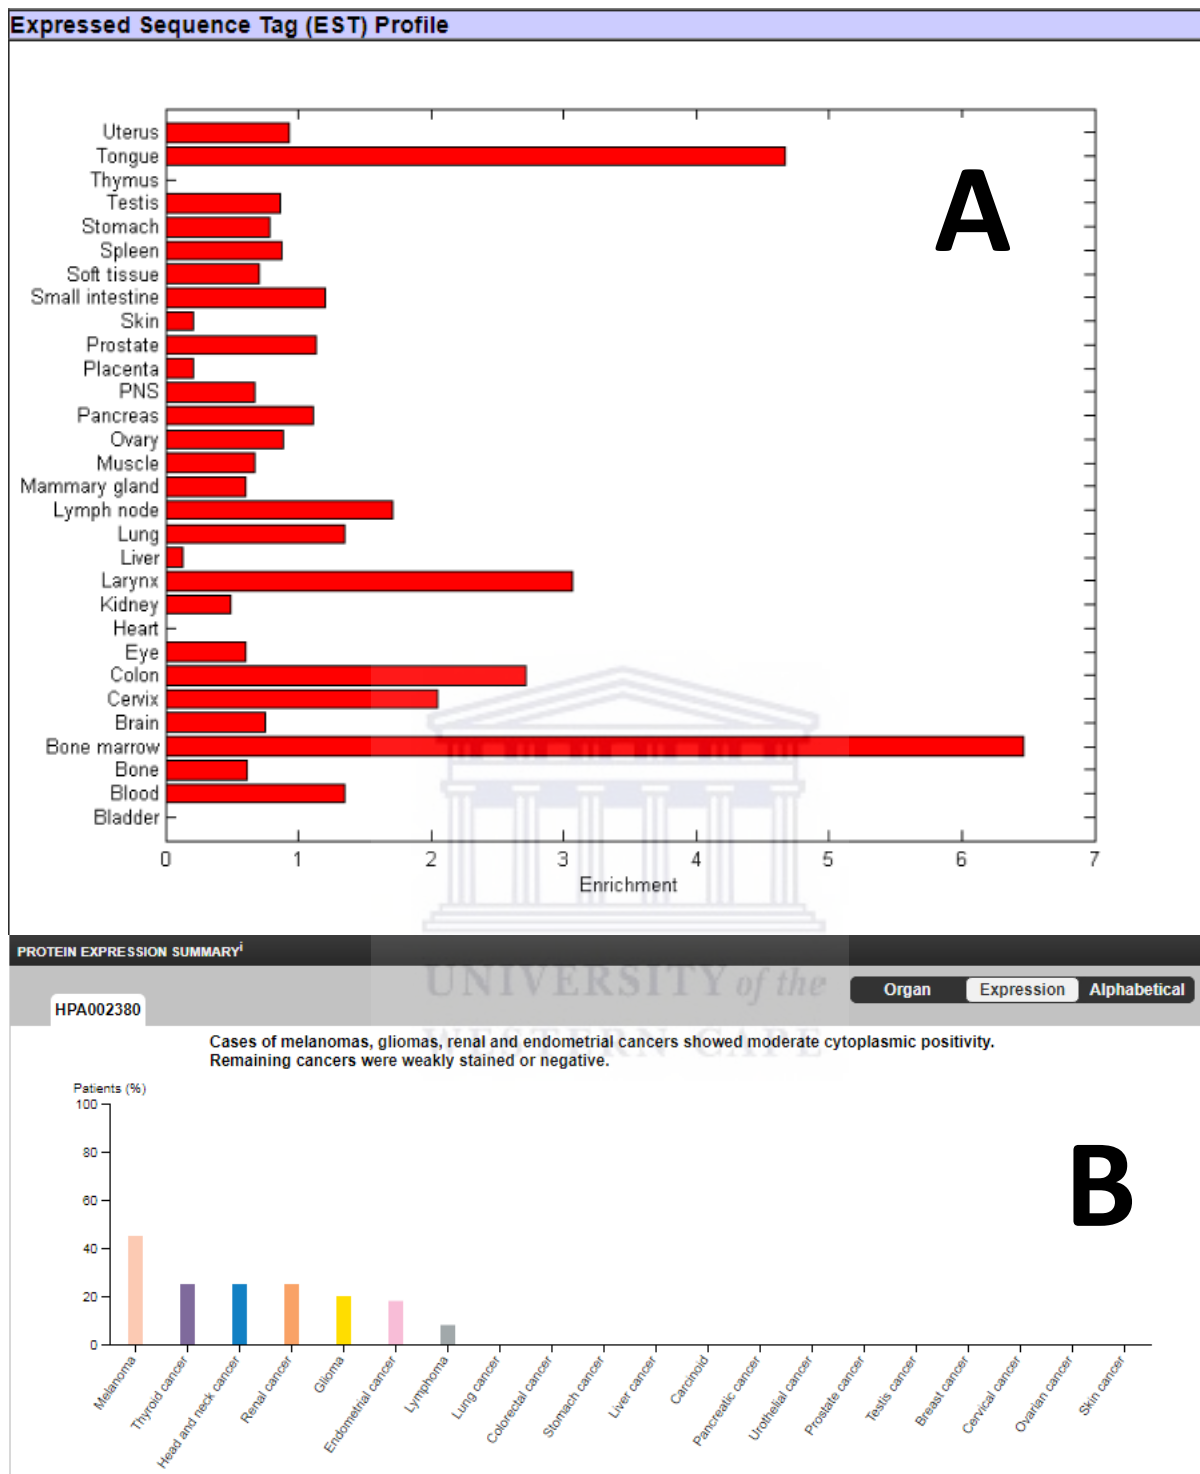 Expressed Sequence Tag (EST) Profile
A
Uterus
Tongue
Thymus
Testis
Stomach
Spleen
Soft tissue
Small intestine
Skin
Prostate
Placenta
PNS
Pancreas
Ovary
Muscle
Mammary gland
Lymph node
Lung
Liver
Larynx
Kidney
Heart
Eye
Colon
Cervix
Brain
Bone marrow
Bone
Blood
Bladder
0 1 2 3 4 5 6 7
Enrichment
PROTEIN EXPRESSION SUMMARYi
UNIVERSITY of the
WESTERN CAPE
Organ Expression Alphabetical
HPA002380
Cases of melanomas, gliomas, renal and endometrial cancers showed moderate cytoplasmic positivity.
Remaining cancers were weakly stained or negative.
Patients (%)
100
80
60
40
20
0
B
Melanoma
Thyroid cancer
Head and neck cancer
Renal cancer
Glioma
Endometrial cancer
Lymphoma
Lung cancer
Colorectal cancer
Stomach cancer
Liver cancer
Carcinoid
Pancreatic cancer
Urothelial cancer
Prostate cancer
Testis cancer
Breast cancer
Cervical cancer
Ovarian cancer
Skin cancer